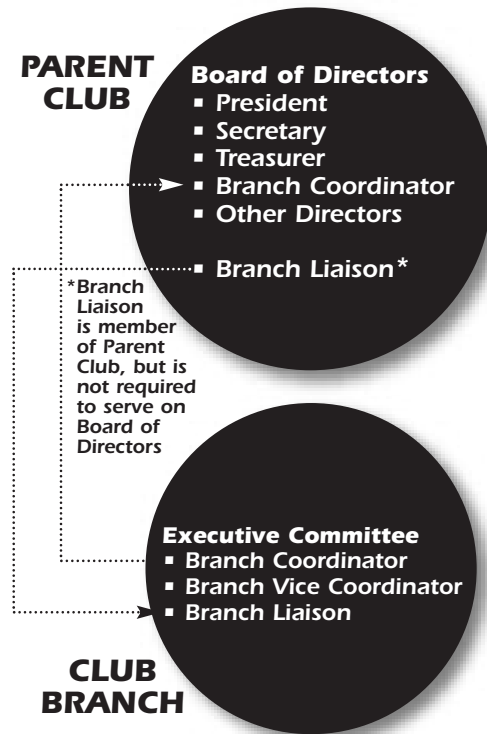 PARENT
CLUB
Board of Directors
▪ President
▪ Secretary
▪ Treasurer
▪ Branch Coordinator
▪ Other Directors
▪ Branch Liaison*
*Branch
Liaison
is member
of Parent
Club, but is
not required
to serve on
Board of
Directors
Executive Committee
▪ Branch Coordinator
▪ Branch Vice Coordinator
▪ Branch Liaison
CLUB
BRANCH